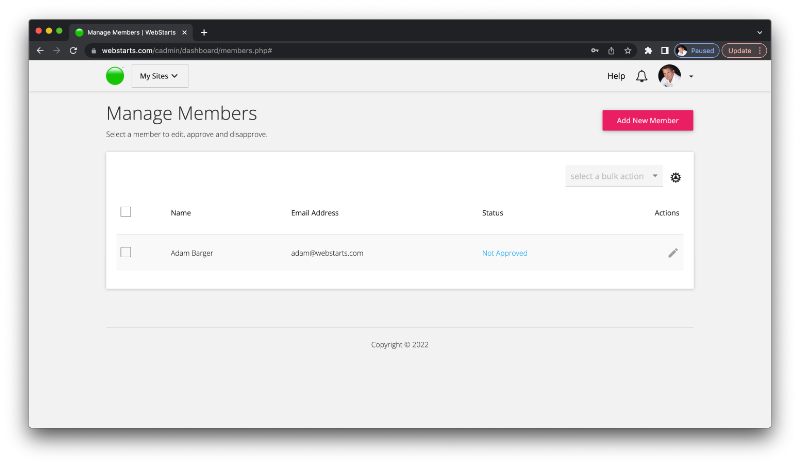 Manage Members | WebStarts
webstarts.com/cadmin/dashboard/members.php#
Paused
Update
My Sites
Help
Manage Members
Select a member to edit, approve and disapprove.
Add New Member
select a bulk action
Name Email Address Status Actions
Adam Barger adam@webstarts.com Not Approved
Copyright © 2022